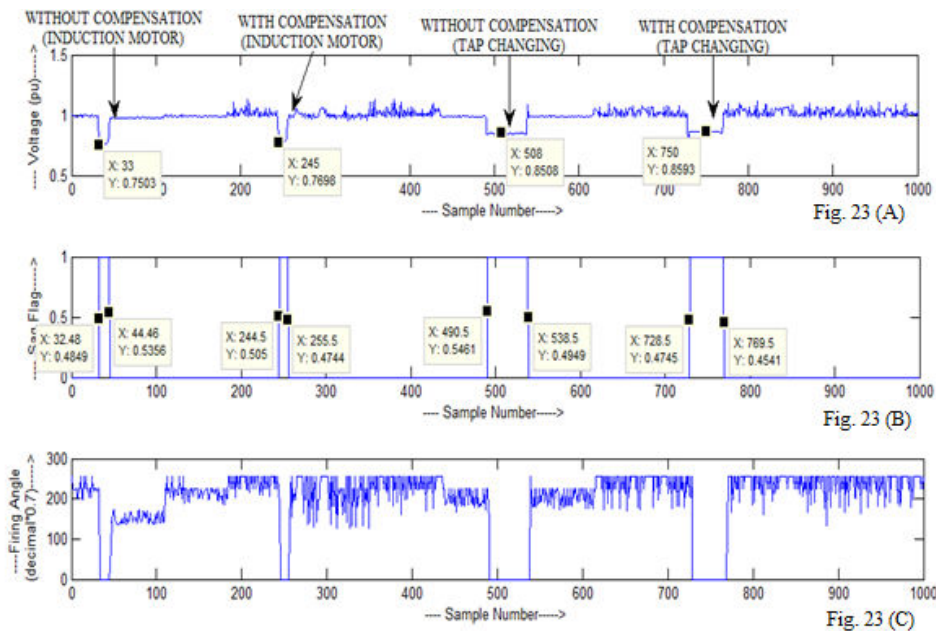 WITHOUT COMPENSATION
(INDUCTION MOTOR)
WITH COMPENSATION
(INDUCTION MOTOR)
WITHOUT COMPENSATION
(TAP CHANGING)
WITH COMPENSATION
(TAP CHANGING)
---- Voltage (pu)---->
1.5
1
0.5
X: 33
Y: 0.7503
X: 245
Y: 0.7698
X: 508
Y: 0.8508
X: 750
Y: 0.8593
0 100 200 300 400 500 600 700 800 900 1000
---- Sample Number----->
Fig. 23 (A)
Flag---->
1
0.5
0
X: 32.48
Y: 0.4849
X: 44.46
Y: 0.5356
X: 244.5
Y: 0.505
X: 255.5
Y: 0.4744
X: 490.5
Y: 0.5461
X: 538.5
Y: 0.4949
X: 728.5
Y: 0.4745
X: 769.5
Y: 0.4541
0 100 200 300 400 500 600 700 800 900 1000
---- Sample Number----->
Fig. 23 (B)
----Firing Angle---->
(decimal*0.7)
300
200
100
0
0 100 200 300 400 500 600 700 800 900 1000
---- Sample Number----->
Fig. 23 (C)